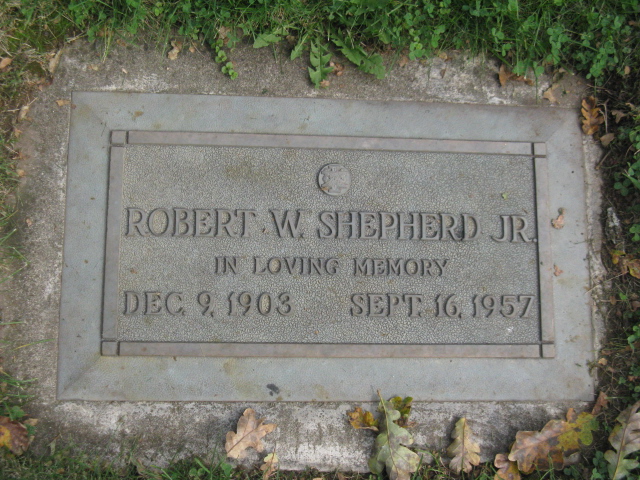 ROBERT W. SHEPHERD JR.
IN LOVING MEMORY
DEC. 9, 1903 SEPT. 16, 1957